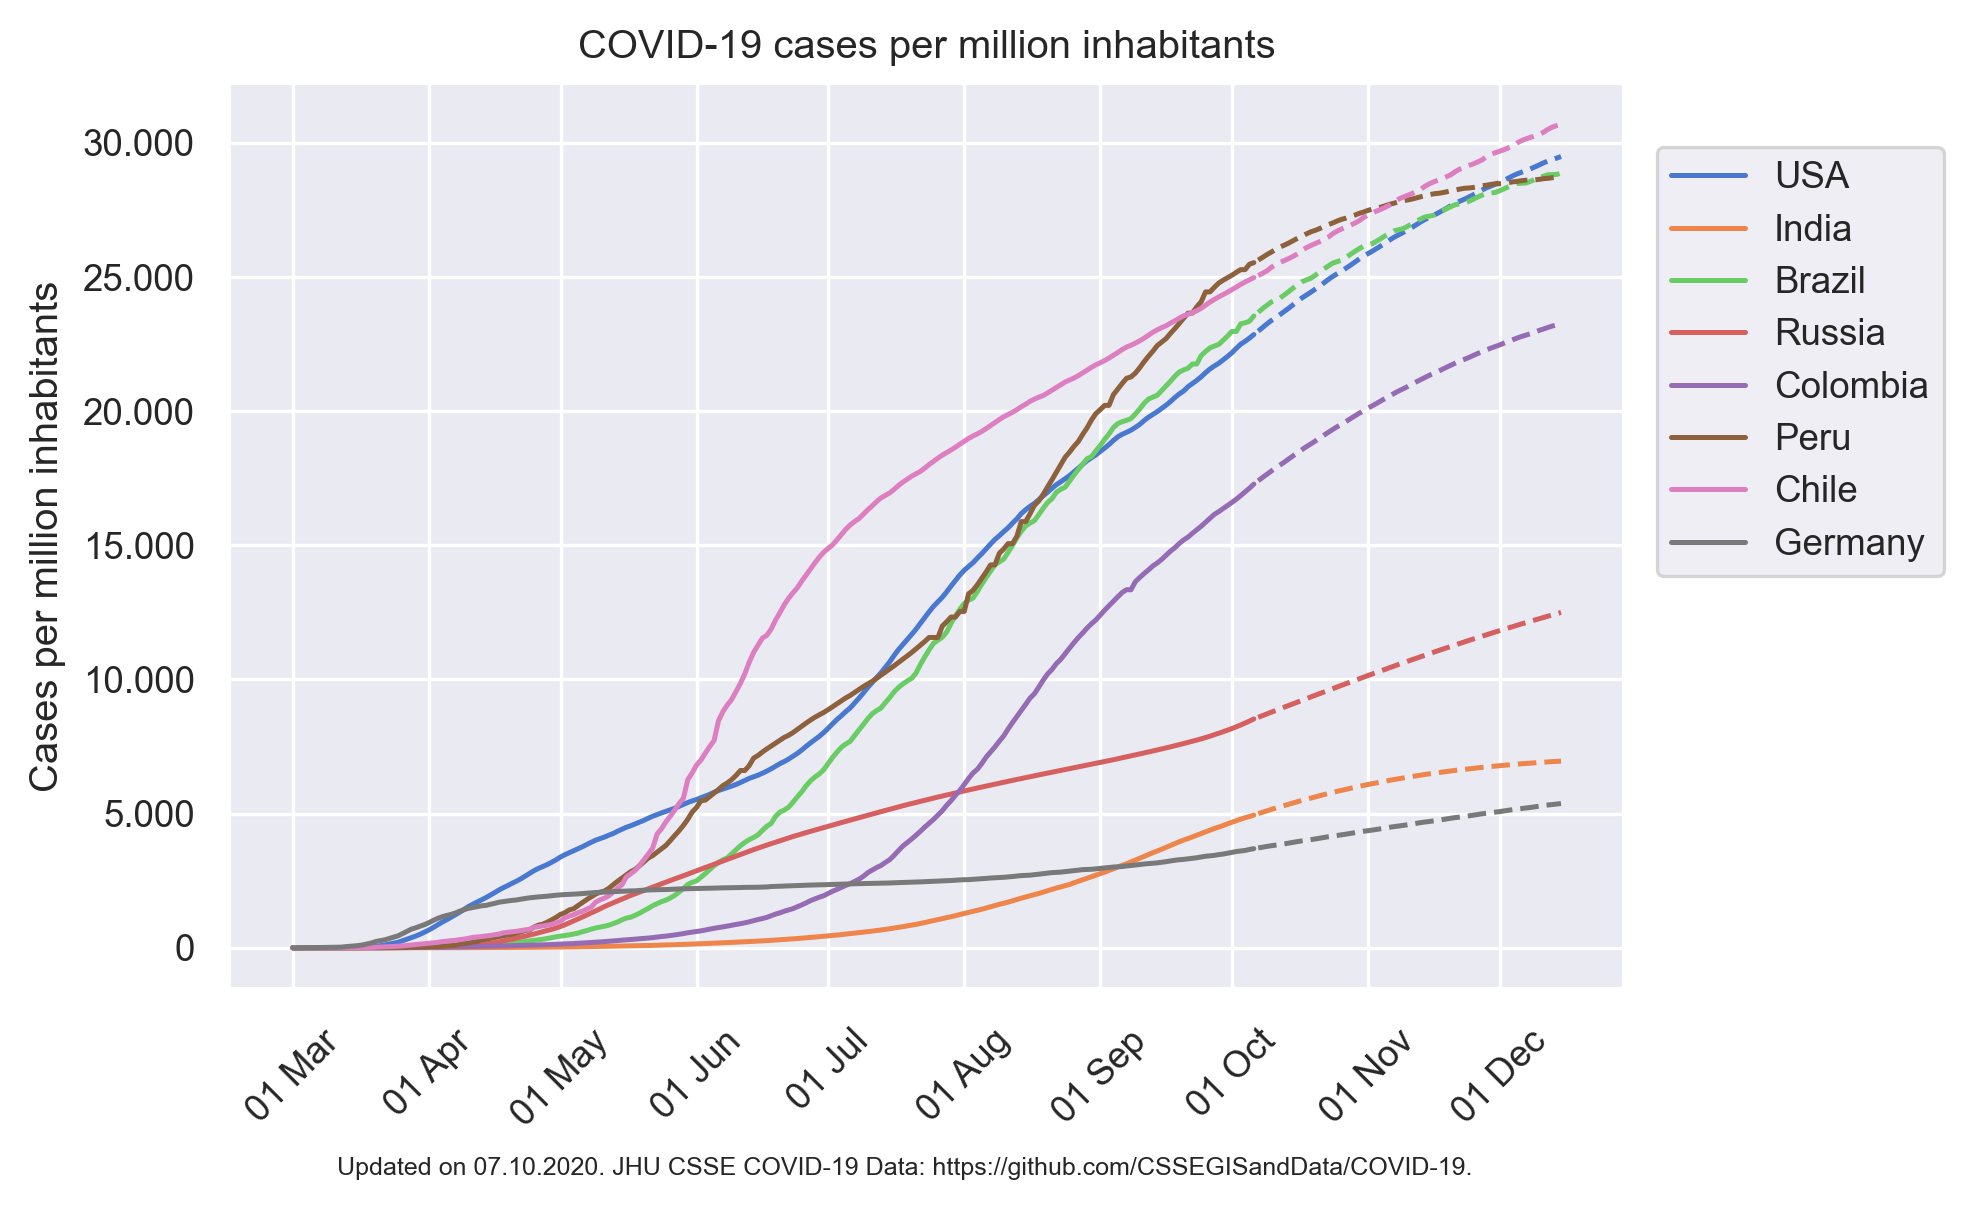 COVID-19 cases per million inhabitants
Cases per million inhabitants
30.000
25.000
20.000
15.000
10.000
5.000
0
01 Mar
01 Apr
01 May
01 Jun
01 Jul
01 Aug
01 Sep
01 Oct
01 Nov
01 Dec
USA
India
Brazil
Russia
Colombia
Peru
Chile
Germany
Updated on 07.10.2020. JHU CSSE COVID-19 Data: https://github.com/CSSEGISandData/COVID-19.